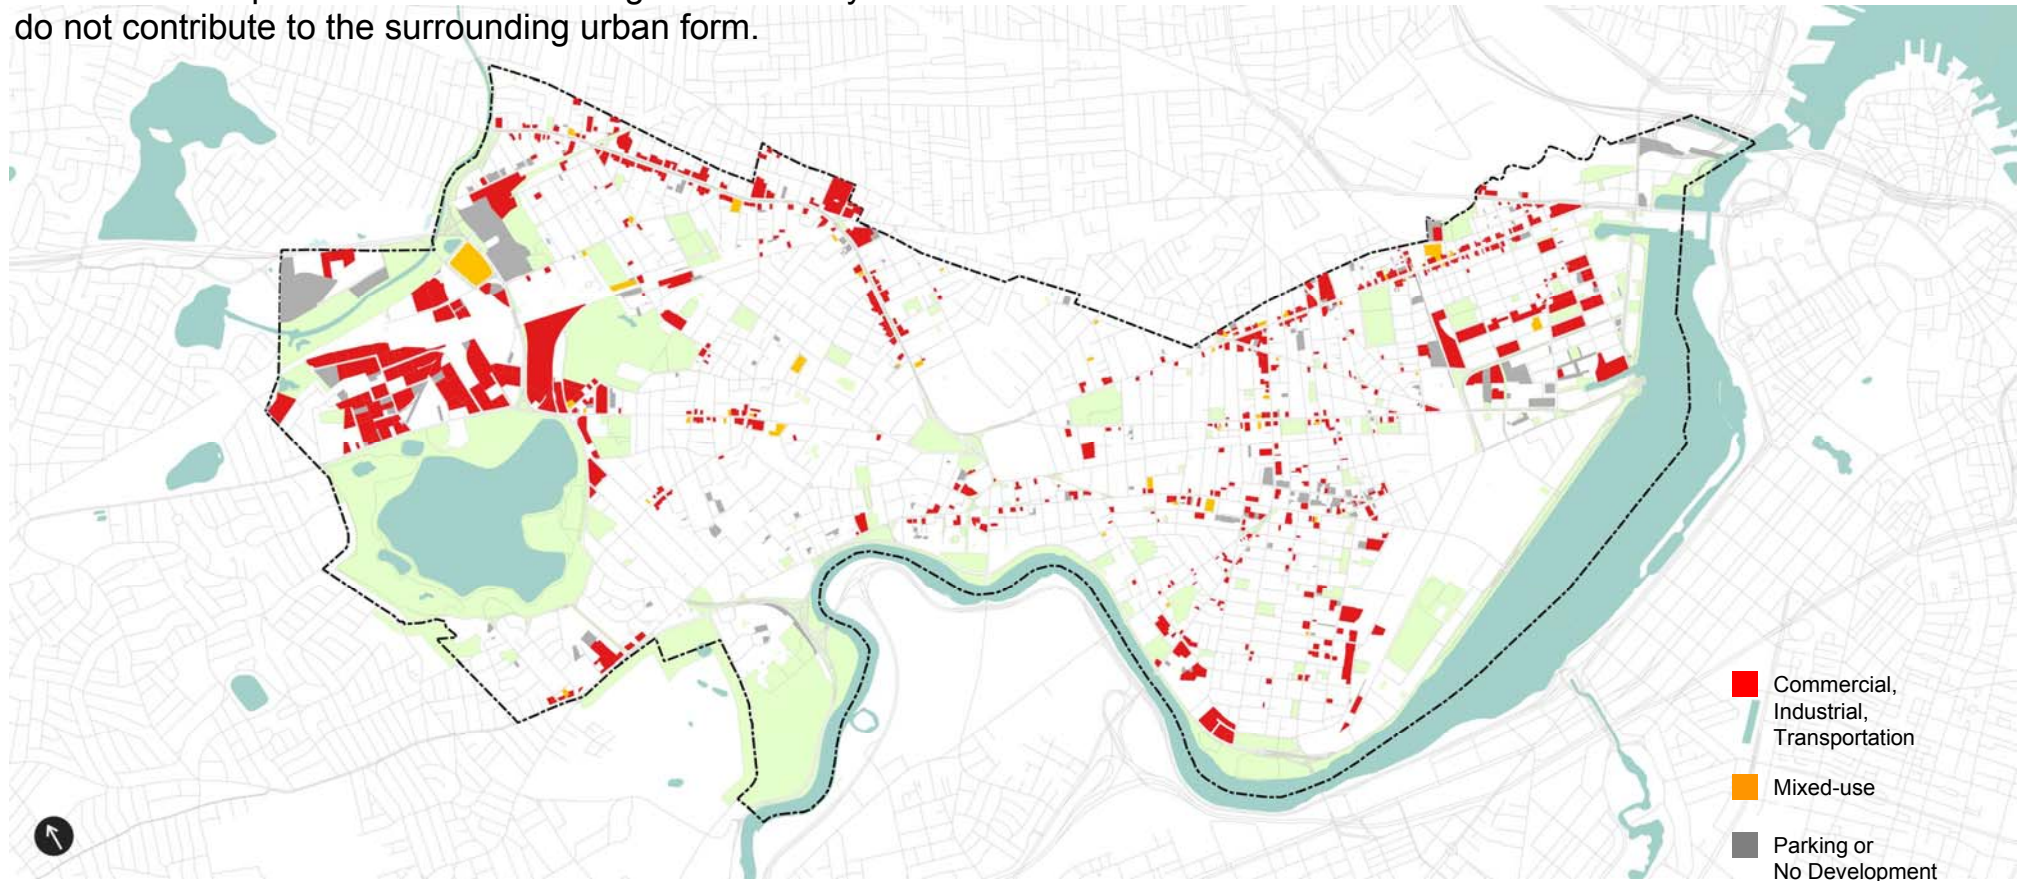 do not contribute to the surrounding urban form.
Commercial,
Industrial,
Transportation
Mixed-use
Parking or
No Development